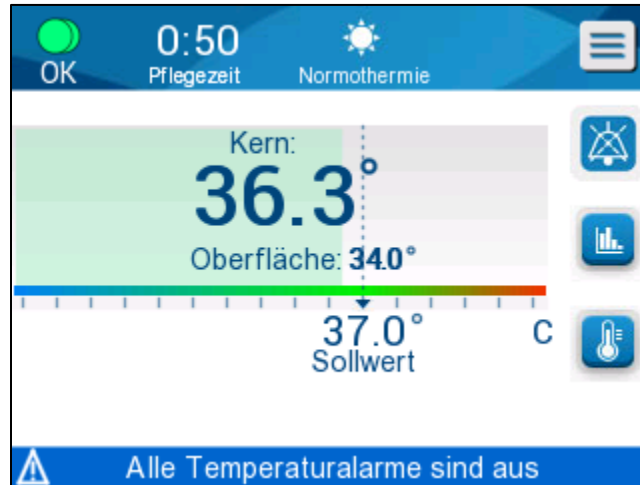 OK
0:50
Pflegezeit
Normothermie
Kern:
36.3°
Oberfläche: 34.0°
37.0°
C
Sollwert
Alle Temperaturalarme sind aus